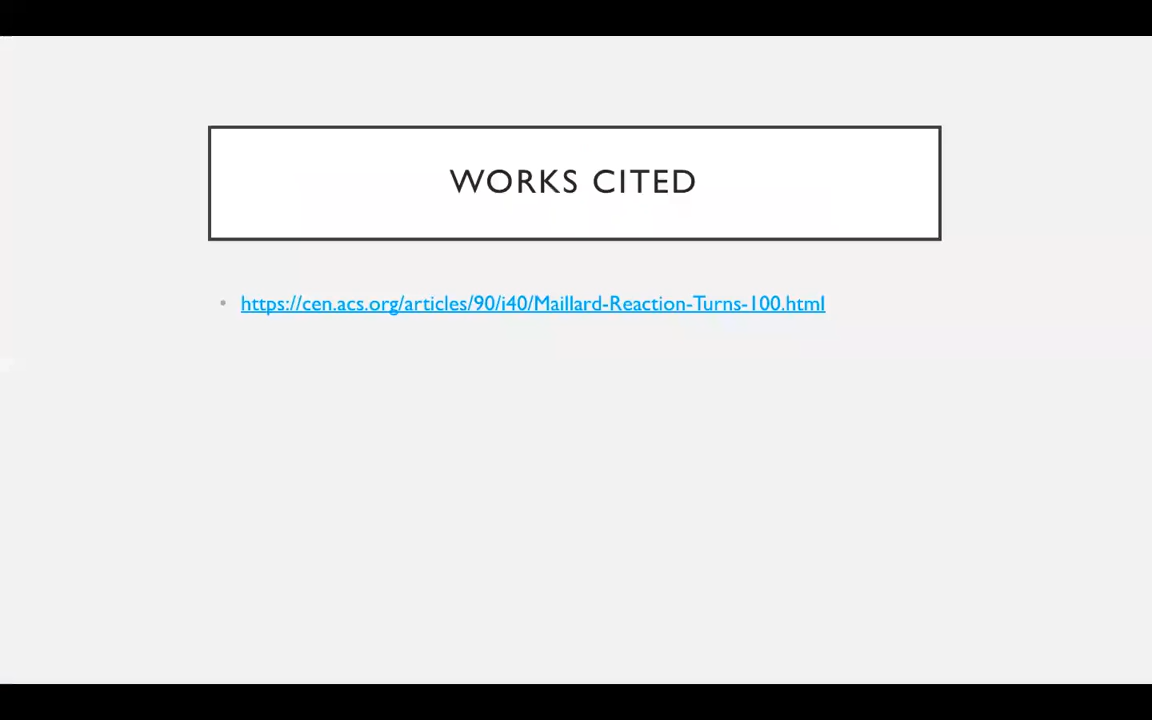 WORKS CITED
• https://cen.acs.org/articles/90/i40/Maillard-Reaction-Turns-100.html